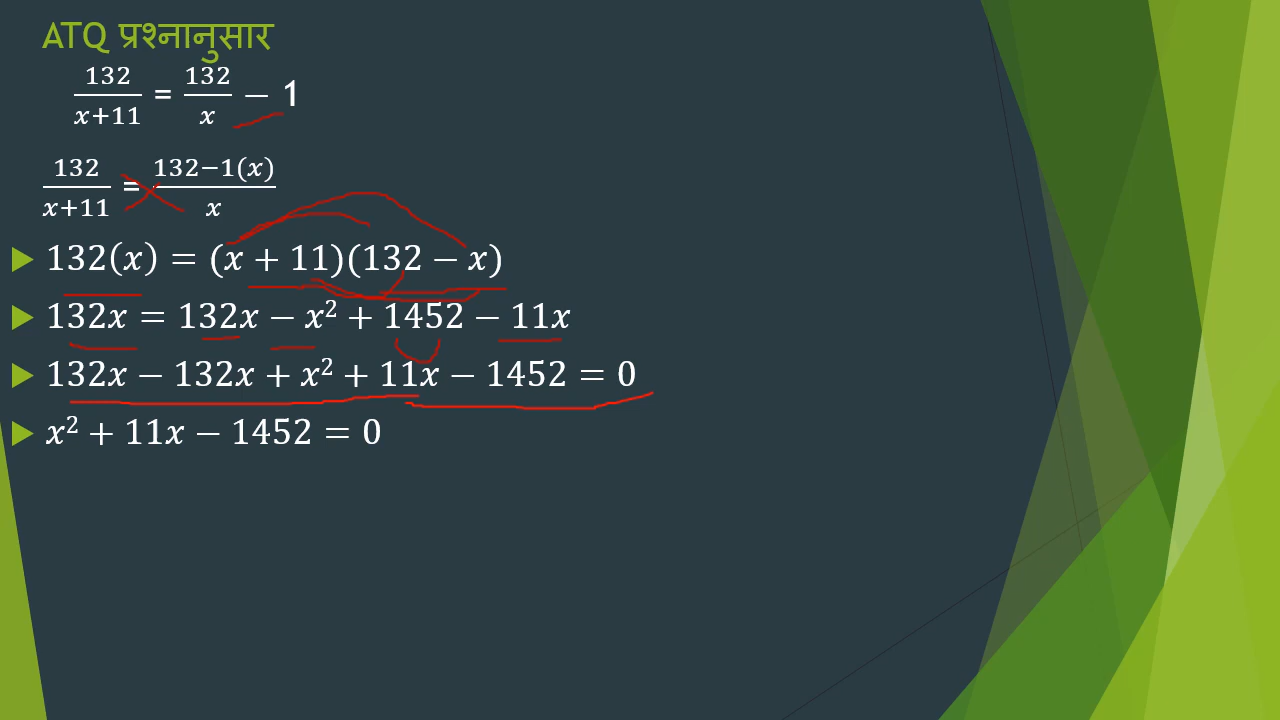 ATQ प्रश्नानुसार
132/(x+11) = 132/x − 1
132/(x+11) = (132−1(x))/x
132(x) = (x + 11)(132 − x)
132x = 132x − x² + 1452 − 11x
132x − 132x + x² + 11x − 1452 = 0
x² + 11x − 1452 = 0